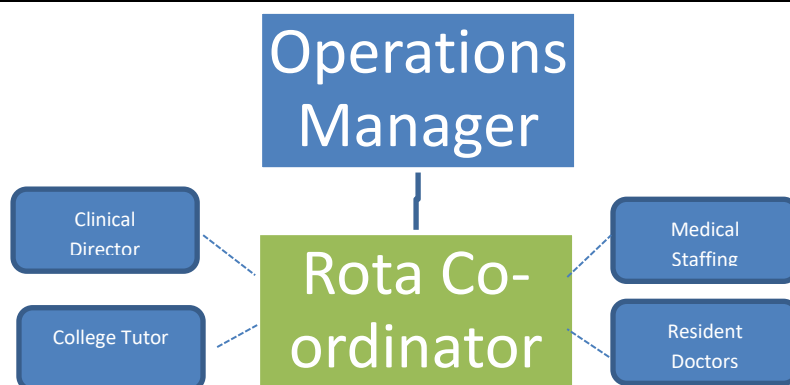 Operations
Manager
Clinical
Director
Medical
Staffing
Rota Co-
ordinator
College Tutor
Resident
Doctors